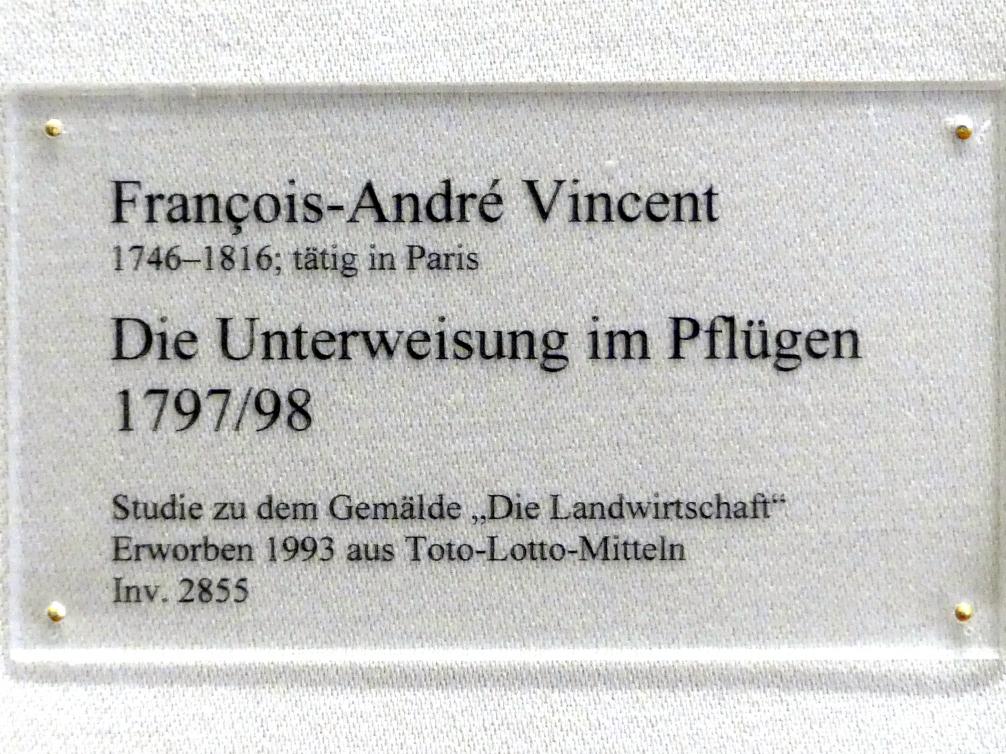 François-André Vincent
1746–1816; tätig in Paris
Die Unterweisung im Pflügen
1797/98
Studie zu dem Gemälde „Die Landwirtschaft“
Erworben 1993 aus Toto-Lotto-Mitteln
Inv. 2855